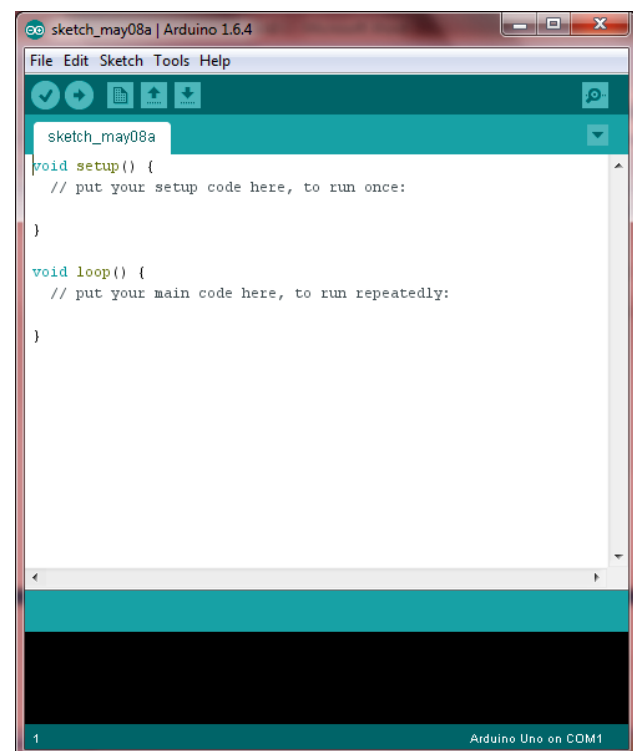 sketch_may08a | Arduino 1.6.4
File Edit Sketch Tools Help
sketch_may08a
void setup() {
  // put your setup code here, to run once:
}
void loop() {
  // put your main code here, to run repeatedly:
}
1 Arduino Uno on COM1